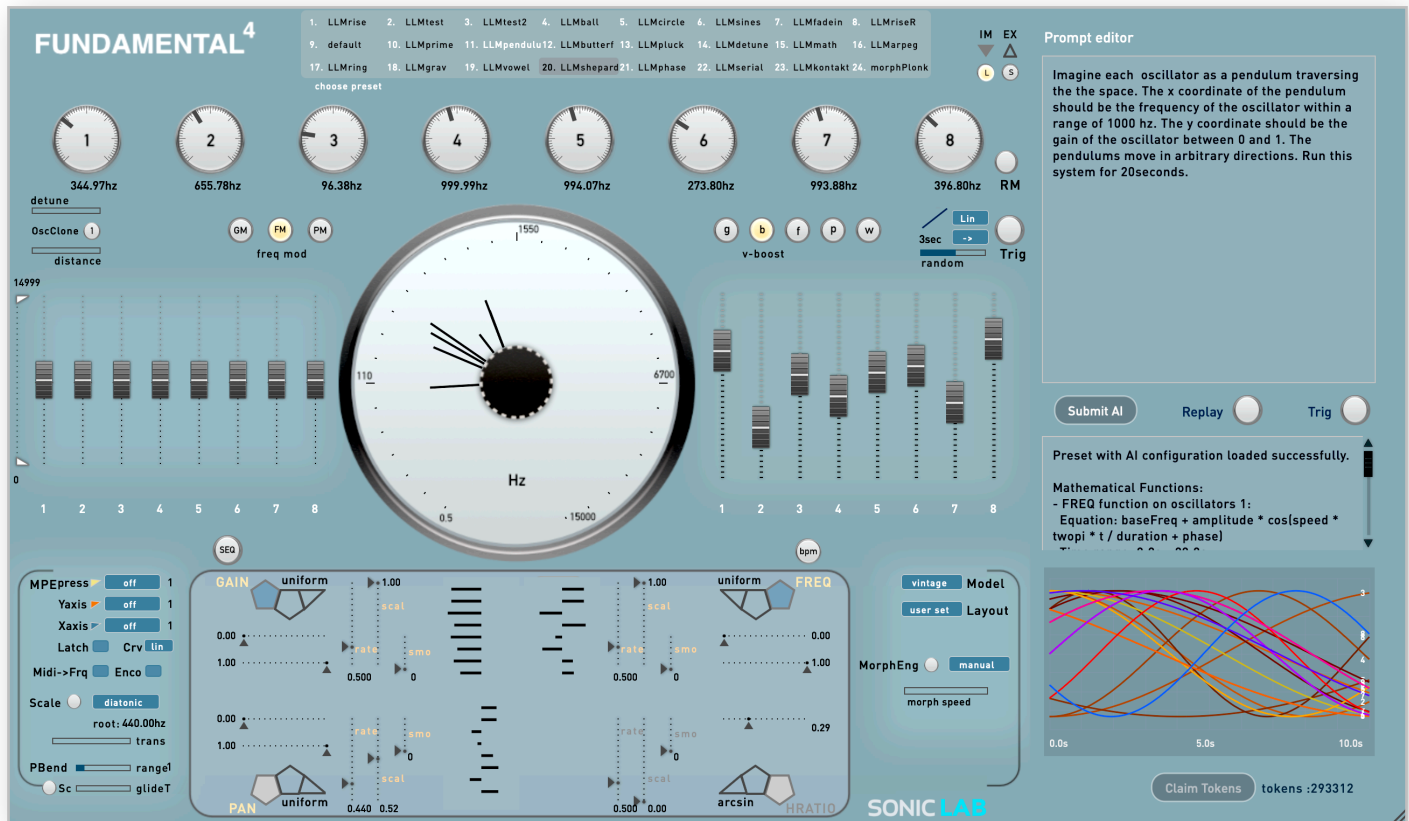 FUNDAMENTAL4
1. LLMrise 2. LLMtest 3. LLMtest2 4. LLMball 5. LLMcircle 6. LLMsines 7. LLMfadein 8. LLMriseR
9. default 10. LLMprime 11. LLMpendulu 12. LLMbutterf 13. LLMpluck 14. LLMdetune 15. LLMmath 16. LLMarpeg
17. LLMring 18. LLMgrav 19. LLMvowel 20. LLMshepard 21. LLMphase 22. LLMserial 23. LLMkontakt 24. morphPlonk
choose preset
IM EX
L S
1 2 3 4 5 6 7 8
344.97hz 655.78hz 96.38hz 999.99hz 994.07hz 273.80hz 993.88hz 396.80hz RM
detune
OscClone 1
distance
GM FM PM
freq mod
g b f p w
v-boost
Lin
3sec ->
random
Trig
14999
0
1 2 3 4 5 6 7 8
1550
110
6700
Hz
0.5
15000
1 2 3 4 5 6 7 8
SEQ
bpm
MPEpress off 1
Yaxis off 1
Xaxis off 1
Latch Crv lin
Midi->Frq Enco
Scale diatonic
root: 440.00hz
trans
PBend range1
Sc glideT
GAIN uniform
1.00
scal
0.00
rate smo
1.00
0.500 0
uniform FREQ
1.00
scal
0.00
rate smo
1.00
0.500 0
0.00
rate smo
1.00
0
scal
PAN uniform
0.440 0.52
rate smo
0.29
0
scal
arcsin HRATIO
0.500 0.00
vintage Model
user set Layout
MorphEng manual
morph speed
SONIC LAB
Prompt editor
Imagine each oscillator as a pendulum traversing
the the space. The x coordinate of the pendulum
should be the frequency of the oscillator within a
range of 1000 hz. The y coordinate should be the
gain of the oscillator between 0 and 1. The
pendulums move in arbitrary directions. Run this
system for 20seconds.
Submit AI Replay Trig
Preset with AI configuration loaded successfully.
Mathematical Functions:
- FREQ function on oscillators 1:
Equation: baseFreq + amplitude * cos(speed *
twopi * t / duration + phase)
3
4
0.0s 5.0s 10.0s
Claim Tokens tokens :293312